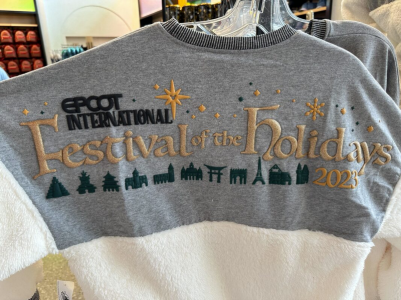 EPCOT
INTERNATIONAL
Festival of the Holidays
2023